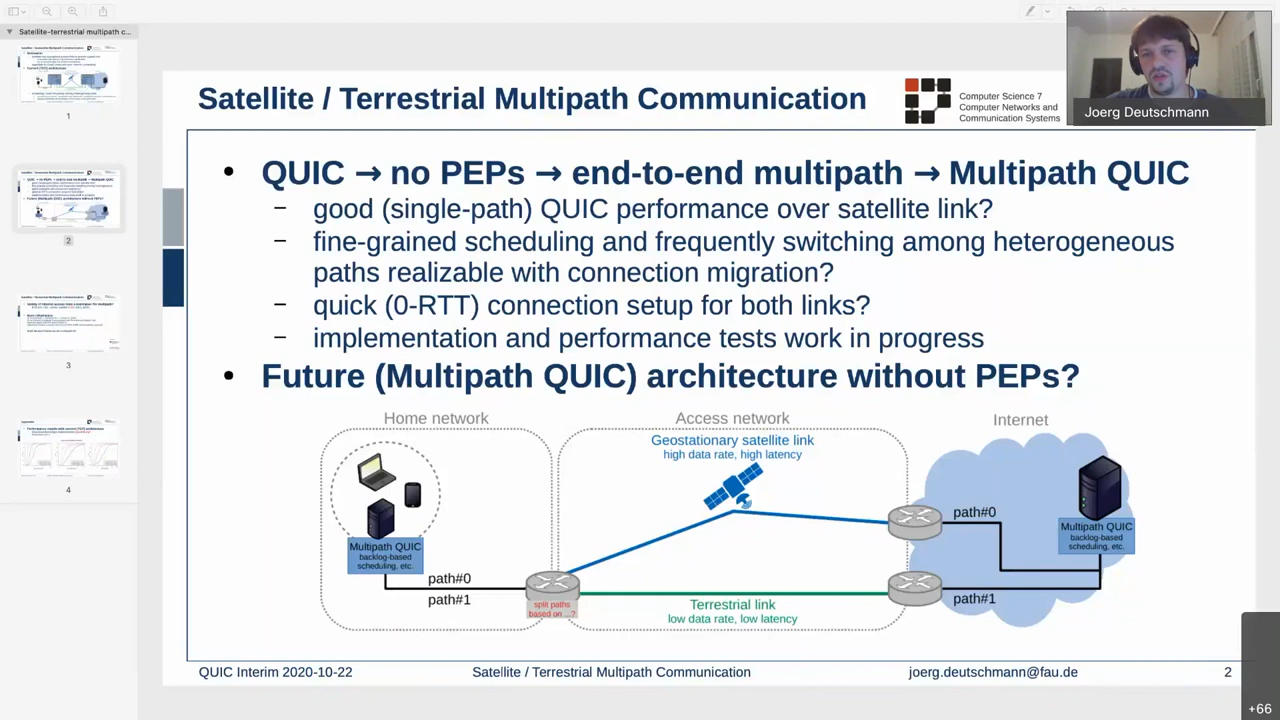 Satellite-terrestrial multipath c...
1
2
3
4
Satellite / Terrestrial Multipath Communication
Computer Science 7
Computer Networks and
Communication Systems
Joerg Deutschmann
• QUIC → no PEPs → end-to-end mutipath → Multipath QUIC
– good (single-path) QUIC performance over satellite link?
– fine-grained scheduling and frequently switching among heterogeneous
paths realizable with connection migration?
– quick (0-RTT) connection setup for both links?
– implementation and performance tests work in progress
• Future (Multipath QUIC) architecture without PEPs?
Home network
Access network
Internet
Geostationary satellite link
high data rate, high latency
Multipath QUIC
backlog-based
scheduling, etc.
path#0
path#1
split paths
based on ...?
Terrestrial link
low data rate, low latency
path#0
Multipath QUIC
backlog-based
scheduling, etc.
path#1
QUIC Interim 2020-10-22
Satellite / Terrestrial Multipath Communication
joerg.deutschmann@fau.de
2
+66